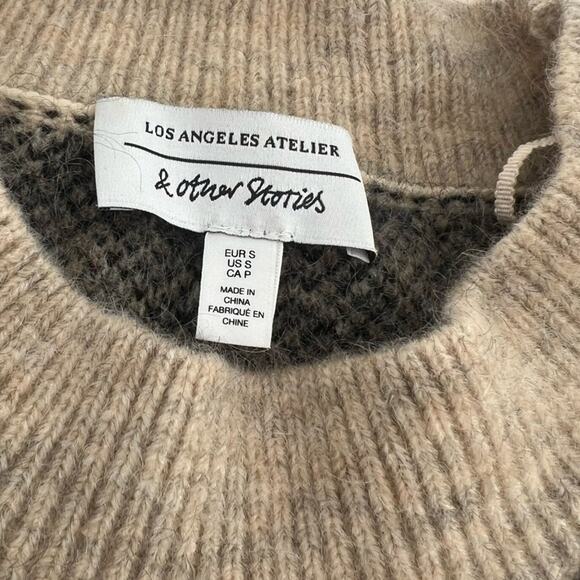 LOS ANGELES ATELIER
& other Stories
EUR S
US S
CA P
MADE IN
CHINA
FABRIQUÉ EN
CHINE